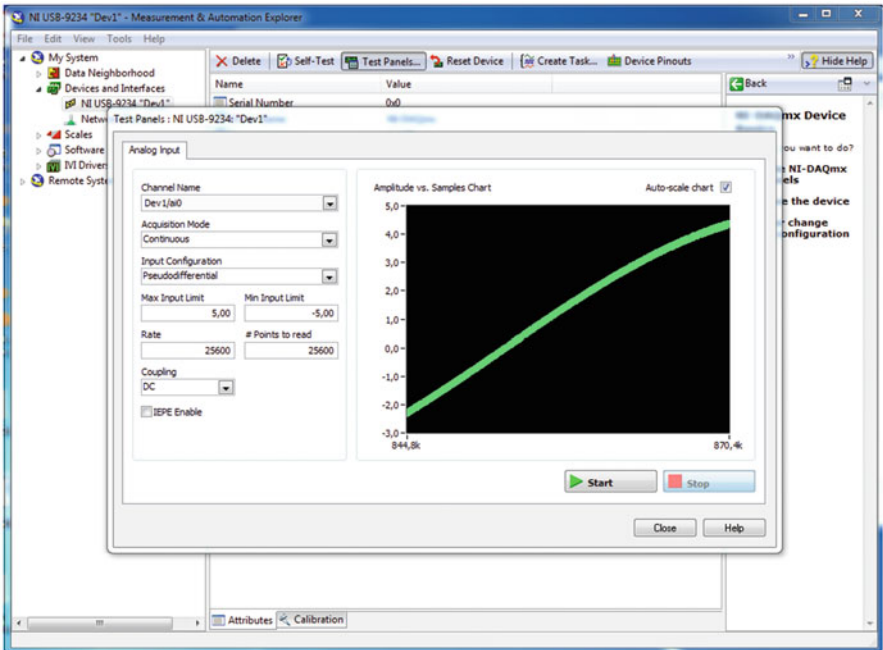 NI USB-9234 "Dev1" - Measurement & Automation Explorer
File Edit View Tools Help
My System
Data Neighborhood
Devices and Interfaces
NI USB-9234 "Dev1"
Netw
Scales
Software
IVI Drivers
Remote Syste
Delete
Self-Test
Test Panels...
Reset Device
Create Task...
Device Pinouts
»
Hide Help
Name Value
Serial Number 0x0
Back
mx Device
ou want to do?
NI-DAQmx
els
e the device
change
onfiguration
Test Panels : NI USB-9234: "Dev1"
Analog Input
Channel Name
Dev1/ai0
Acquisition Mode
Continuous
Input Configuration
Pseudodifferential
Max Input Limit Min Input Limit
5,00 -5,00
Rate # Points to read
25600 25600
Coupling
DC
IEPE Enable
Amplitude vs. Samples Chart
Auto-scale chart
5,0
4,0
3,0
2,0
1,0
0,0
-1,0
-2,0
-3,0
844,8k 870,4k
Start
Stop
Close
Help
Attributes
Calibration